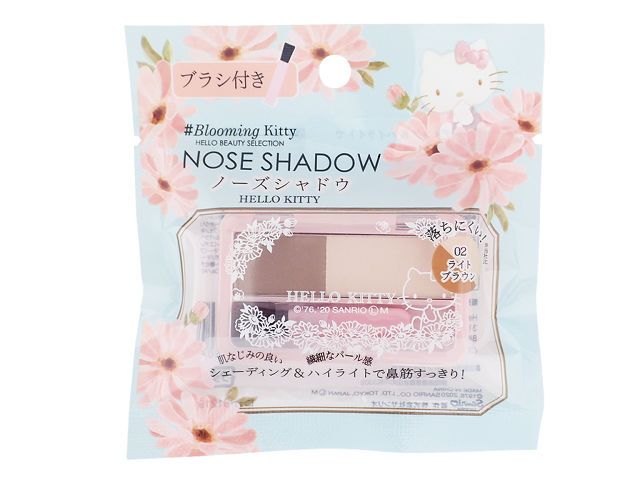 ブラシ付き
#Blooming Kitty
HELLO BEAUTY SELECTION
NOSE SHADOW
ノーズシャドウ
HELLO KITTY
落ちにくい!
02
ライト
ブラウン
HELLO KITTY
©'76,'20 SANRIO Ⓛ M
肌なじみの良い 繊細なパール感
シェーディング&ハイライトで鼻筋すっきり!